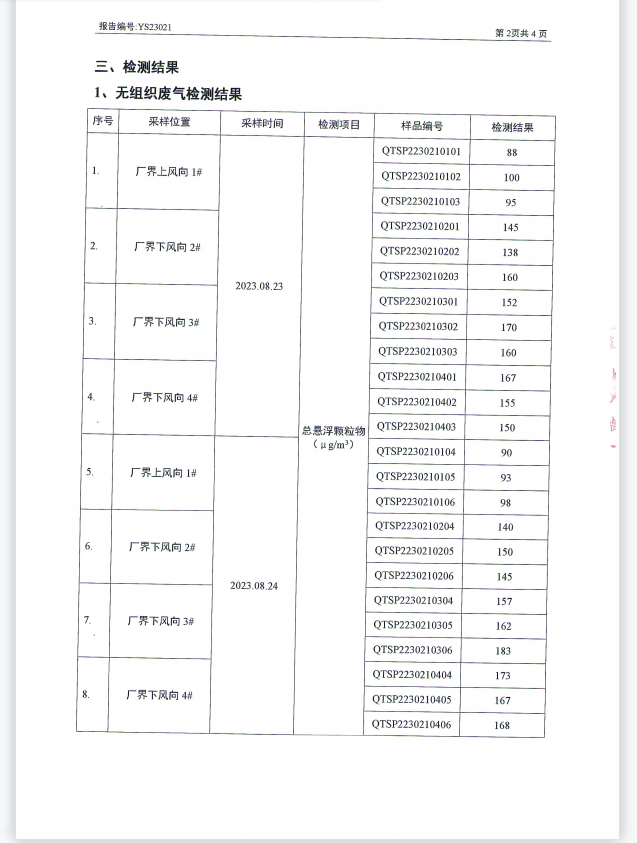 报告编号:YS23021
第2页共4页
三、检测结果
1、无组织废气检测结果
序号 采样位置 采样时间 检测项目 样品编号 检测结果
1. 厂界上风向 1# 2023.08.23 总悬浮颗粒物（μg/m³） QTSP2230210101 88
QTSP2230210102 100
QTSP2230210103 95
2. 厂界下风向 2# QTSP2230210201 145
QTSP2230210202 138
QTSP2230210203 160
3. 厂界下风向 3# QTSP2230210301 152
QTSP2230210302 170
QTSP2230210303 160
4. 厂界下风向 4# QTSP2230210401 167
QTSP2230210402 155
QTSP2230210403 150
5. 厂界上风向 1# 2023.08.24 QTSP2230210104 90
QTSP2230210105 93
QTSP2230210106 98
6. 厂界下风向 2# QTSP2230210204 140
QTSP2230210205 150
QTSP2230210206 145
7. 厂界下风向 3# QTSP2230210304 157
QTSP2230210305 162
QTSP2230210306 183
8. 厂界下风向 4# QTSP2230210404 173
QTSP2230210405 167
QTSP2230210406 168